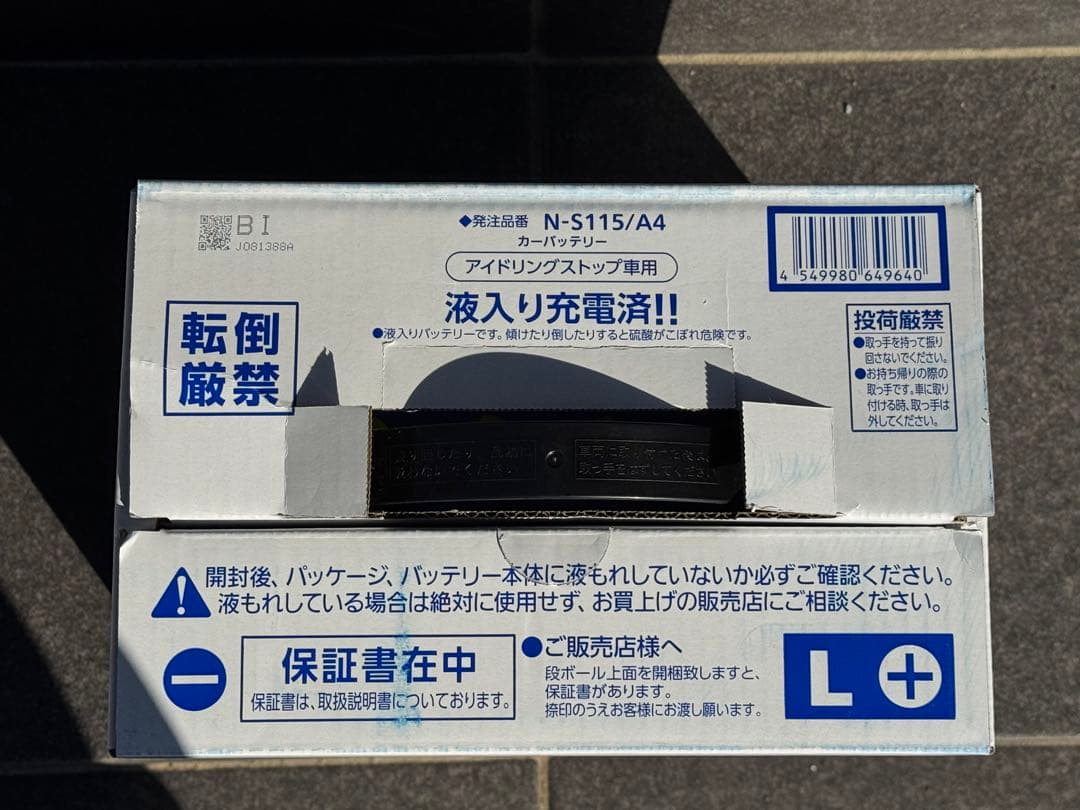 BI
J081388A
◆発注品番 N-S115/A4
カーバッテリー
アイドリングストップ車用
液入り充電済!!
●液入りバッテリーです。傾けたり倒したりすると硫酸がこぼれ危険です。
4 549980 649640
転倒
厳禁
投荷厳禁
●取っ手を持って振り
回さないでください。
●お持ち帰りの際の
取っ手です。車に取り
付ける時、取っ手は
外してください。
取っ手をはずしてください。
開封後、パッケージ、バッテリー本体に液もれしていないか必ずご確認ください。
液もれしている場合は絶対に使用せず、お買上げの販売店にご相談ください。
保証書在中
保証書は、取扱説明書についております。
●ご販売店様へ
段ボール上面を開梱致しますと、
保証書があります。
捺印のうえお客様にお渡し願います。
L